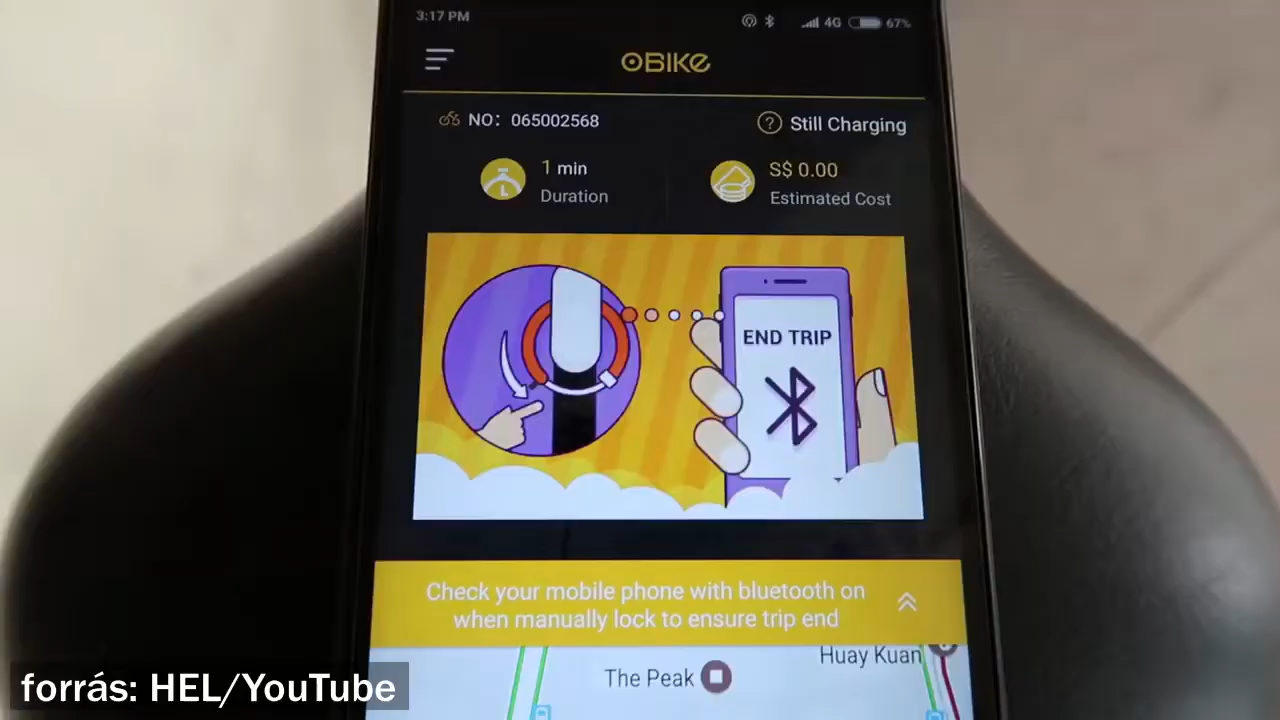 3:17 PM
4G
67%
oBIKe
NO: 065002568
? Still Charging
1 min
Duration
S$ 0.00
Estimated Cost
END TRIP
Check your mobile phone with bluetooth on
when manually lock to ensure trip end
Huay Kuan
The Peak
forrás: HEL/YouTube